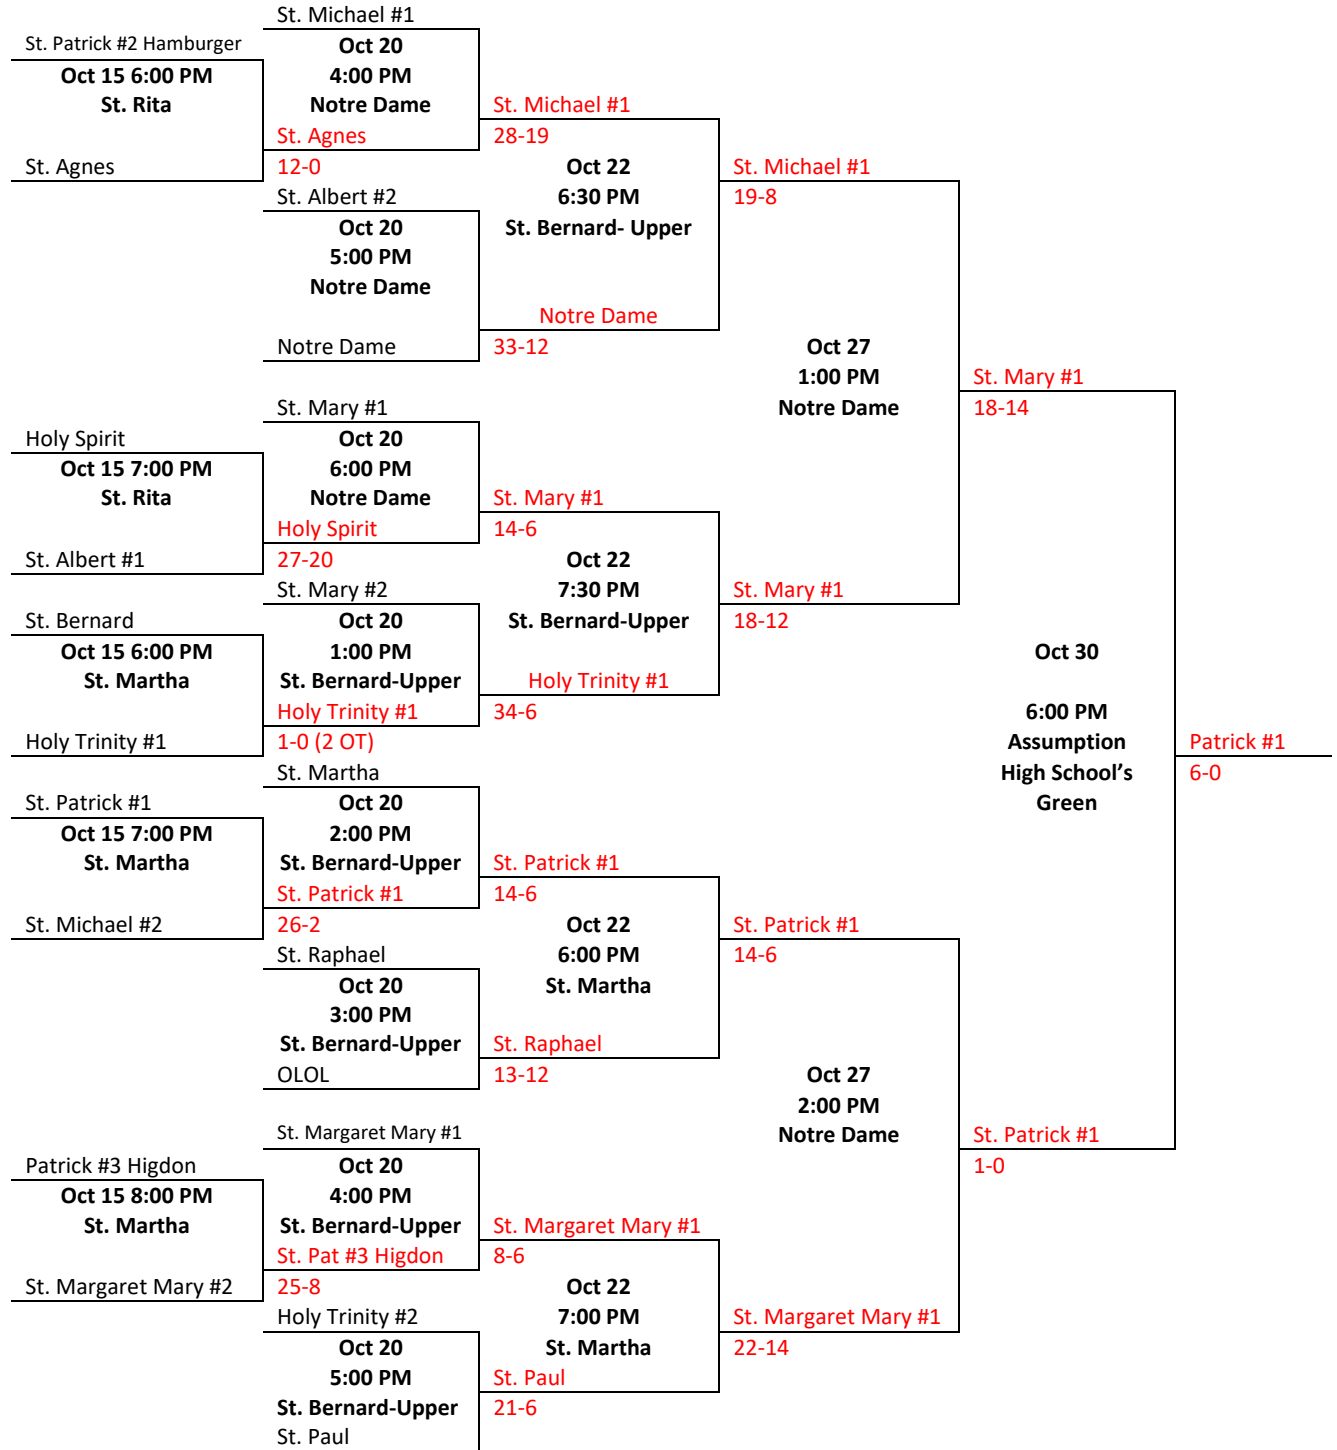 St. Michael #1
St. Patrick #2 Hamburger
Oct 20
Oct 15 6:00 PM
4:00 PM
St. Rita
Notre Dame
St. Michael #1
St. Agnes
28-19
St. Agnes
12-0
Oct 22
St. Michael #1
St. Albert #2
6:30 PM
19-8
Oct 20
St. Bernard- Upper
5:00 PM
Notre Dame
Notre Dame
Notre Dame
33-12
Oct 27
1:00 PM
St. Mary #1
St. Mary #1
Notre Dame
18-14
Holy Spirit
Oct 20
Oct 15 7:00 PM
6:00 PM
St. Rita
Notre Dame
St. Mary #1
Holy Spirit
14-6
St. Albert #1
27-20
Oct 22
St. Mary #2
7:30 PM
St. Mary #1
St. Bernard
Oct 20
St. Bernard-Upper
18-12
Oct 15 6:00 PM
1:00 PM
Oct 30
St. Martha
St. Bernard-Upper
Holy Trinity #1
Holy Trinity #1
34-6
6:00 PM
Holy Trinity #1
1-0 (2 OT)
Assumption
Patrick #1
St. Martha
High School’s
6-0
St. Patrick #1
Oct 20
Green
Oct 15 7:00 PM
2:00 PM
St. Martha
St. Bernard-Upper
St. Patrick #1
St. Patrick #1
14-6
St. Michael #2
26-2
Oct 22
St. Patrick #1
St. Raphael
6:00 PM
14-6
Oct 20
St. Martha
3:00 PM
St. Bernard-Upper
St. Raphael
OLOL
13-12
Oct 27
2:00 PM
St. Margaret Mary #1
Notre Dame
St. Patrick #1
Patrick #3 Higdon
Oct 20
1-0
Oct 15 8:00 PM
4:00 PM
St. Martha
St. Bernard-Upper
St. Margaret Mary #1
St. Pat #3 Higdon
8-6
St. Margaret Mary #2
25-8
Oct 22
Holy Trinity #2
7:00 PM
St. Margaret Mary #1
Oct 20
St. Martha
22-14
5:00 PM
St. Paul
St. Bernard-Upper
21-6
St. Paul